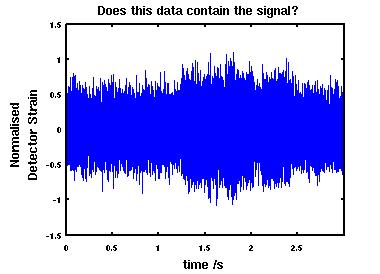 Does this data contain the signal?
1.5
1
0.5
0
-0.5
-1
-1.5
Normalised
Detector Strain
0 0.5 1 1.5 2 2.5
time /s